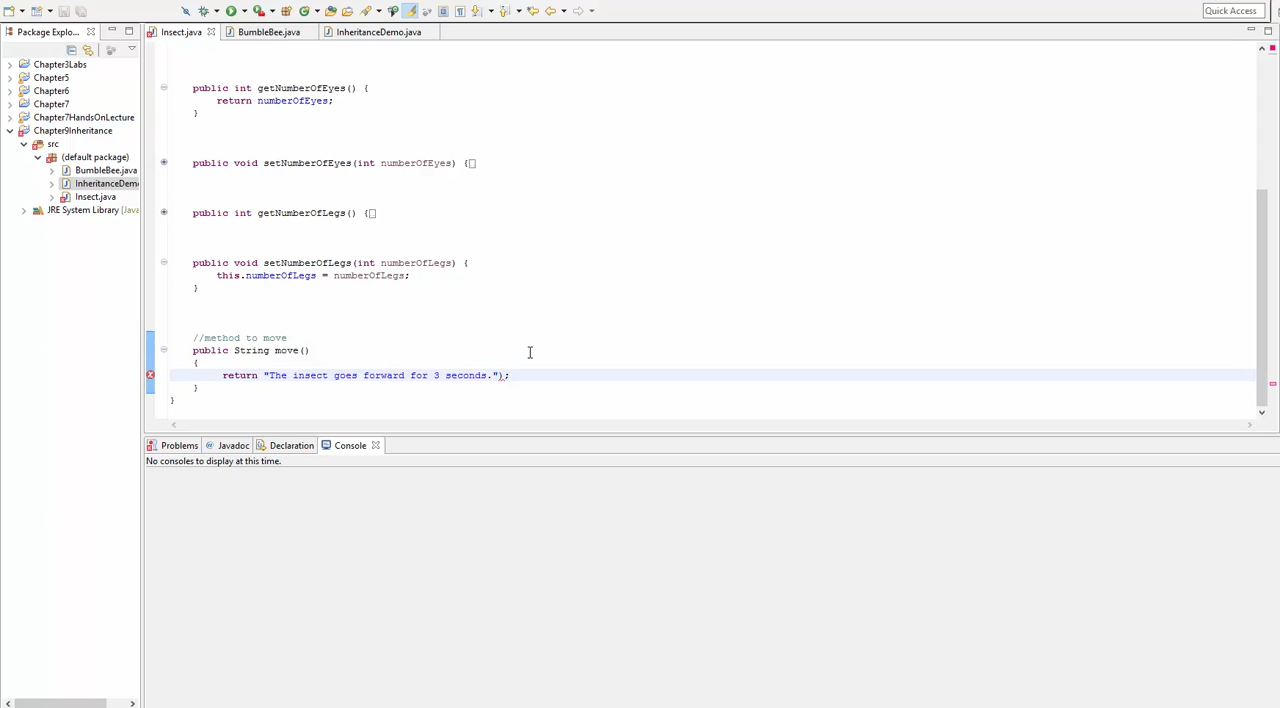 Quick Access
Package Explo...
Insect.java
BumbleBee.java
InheritanceDemo.java
Chapter3Labs
Chapter5
Chapter6
Chapter7
Chapter7HandsOnLecture
Chapter9Inheritance
src
(default package)
BumbleBee.java
InheritanceDemo
Insect.java
JRE System Library [Java
public int getNumberOfEyes() {
return numberOfEyes;
}
public void setNumberOfEyes(int numberOfEyes) {
public int getNumberOfLegs() {
public void setNumberOfLegs(int numberOfLegs) {
this.numberOfLegs = numberOfLegs;
}
//method to move
public String move()
{
return "The insect goes forward for 3 seconds.");
}
}
Problems @ Javadoc Declaration Console
No consoles to display at this time.